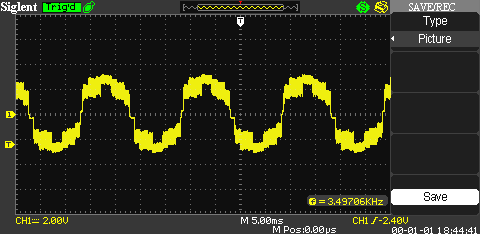 Siglent Trig'd SAVE/REC
Type
Picture
Save
T
1
T
f = 3.49706KHz
CH1 2.00V M 5.00ms CH1 -2.40V
M Pos:0.00µs 00-01-01 18:44:41